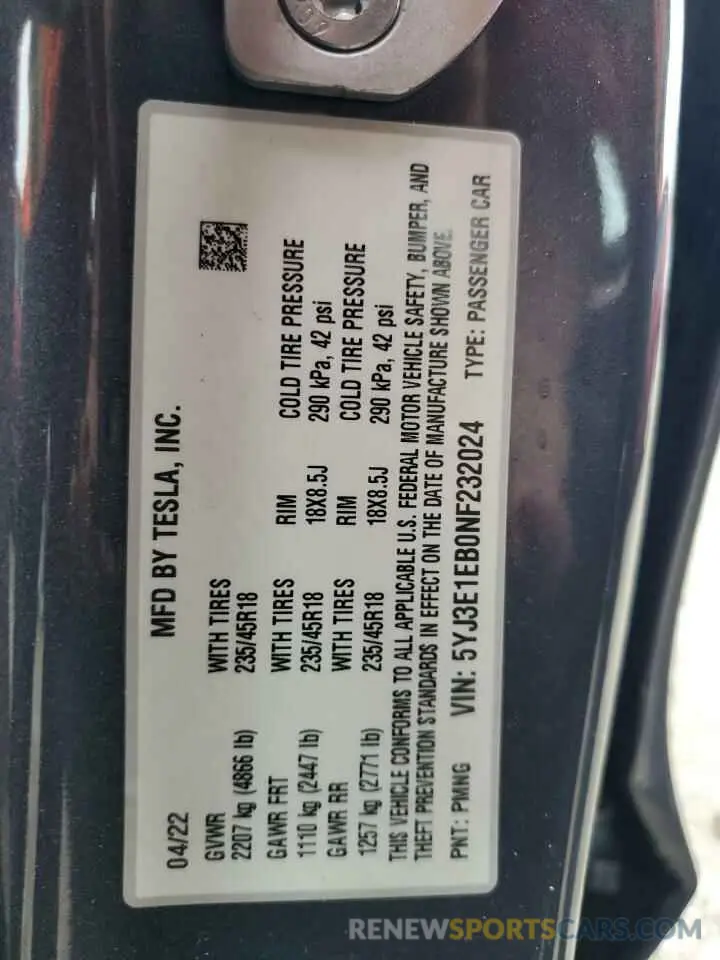 MFD BY TESLA, INC.
04/22
GVWR WITH TIRES
2207 kg (4866 lb) 235/45R18
GAWR FRT WITH TIRES RIM COLD TIRE PRESSURE
1110 kg (2447 lb) 235/45R18 18X8.5J 290 kPa, 42 psi
GAWR RR WITH TIRES RIM COLD TIRE PRESSURE
1257 kg (2771 lb) 235/45R18 18X8.5J 290 kPa, 42 psi
THIS VEHICLE CONFORMS TO ALL APPLICABLE U.S. FEDERAL MOTOR VEHICLE SAFETY, BUMPER, AND
THEFT PREVENTION STANDARDS IN EFFECT ON THE DATE OF MANUFACTURE SHOWN ABOVE.
PNT: PMNG VIN: 5YJ3E1EB0NF232024 TYPE: PASSENGER CAR
RENEWSPORTSCARS.COM